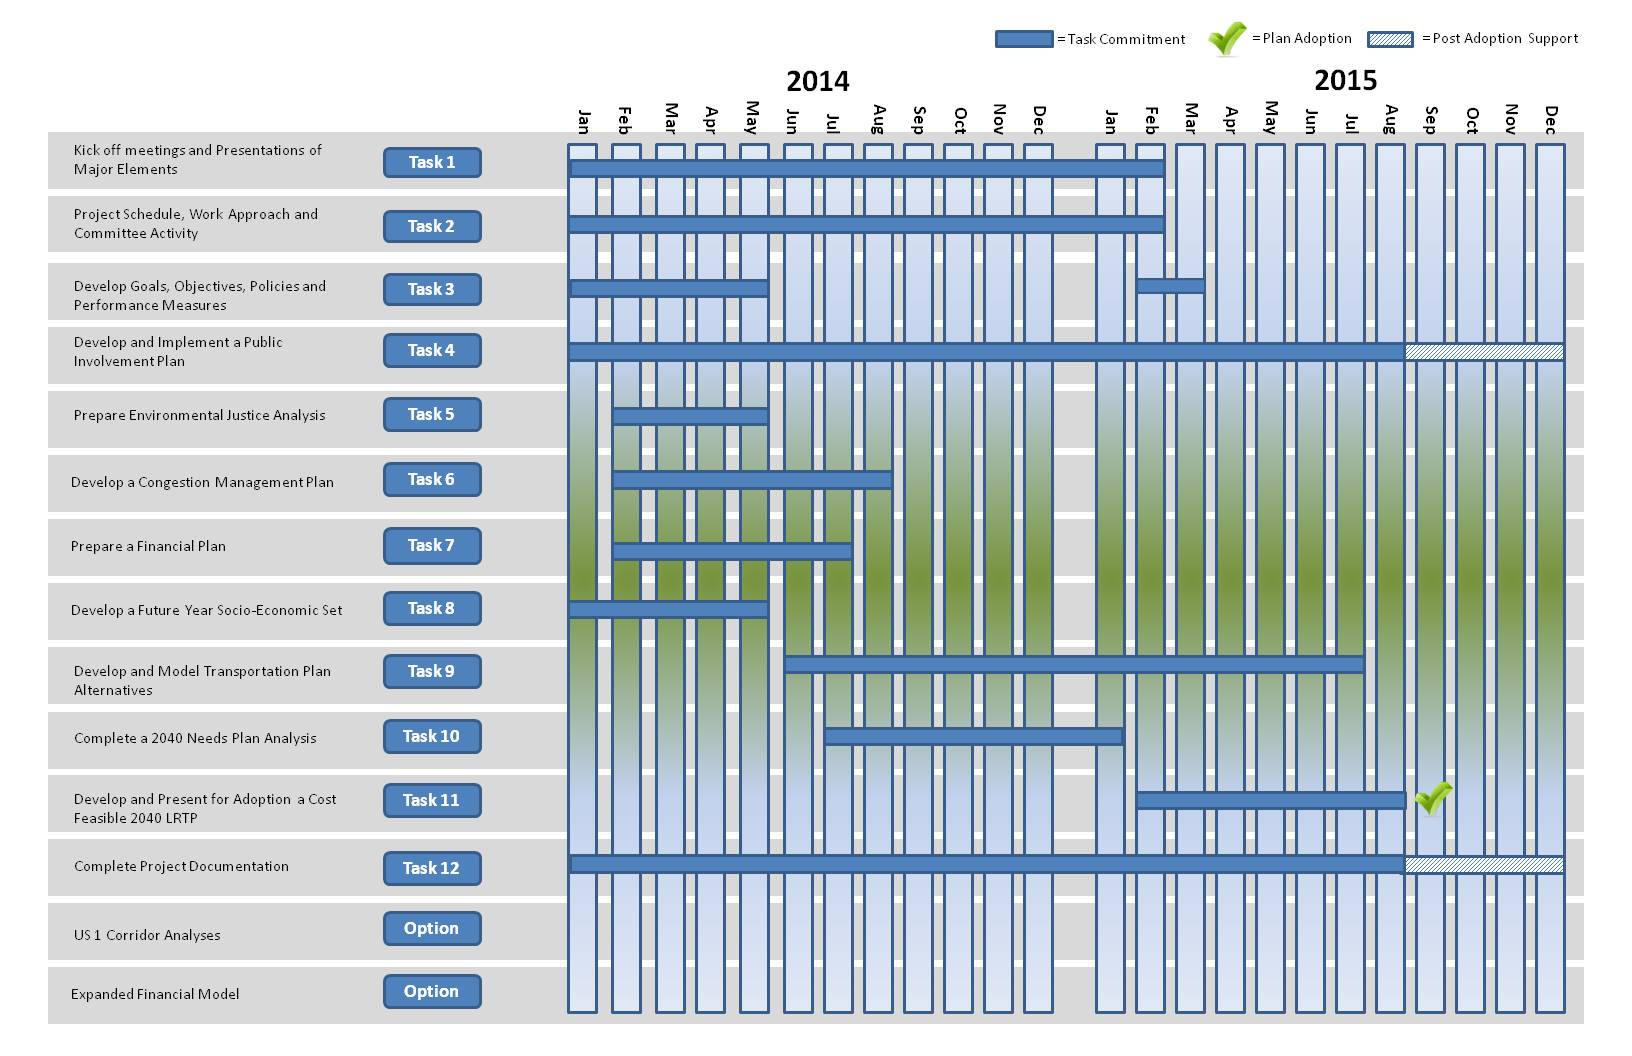 = Task Commitment
= Plan Adoption
= Post Adoption Support
2014
2015
Jan
Feb
Mar
Apr
May
Jun
Jul
Aug
Sep
Oct
Nov
Dec
Jan
Feb
Mar
Apr
May
Jun
Jul
Aug
Sep
Oct
Nov
Dec
Kick off meetings and Presentations of
Major Elements
Task 1
Project Schedule, Work Approach and
Committee Activity
Task 2
Develop Goals, Objectives, Policies and
Performance Measures
Task 3
Develop and Implement a Public
Involvement Plan
Task 4
Prepare Environmental Justice Analysis
Task 5
Develop a Congestion Management Plan
Task 6
Prepare a Financial Plan
Task 7
Develop a Future Year Socio-Economic Set
Task 8
Develop and Model Transportation Plan
Alternatives
Task 9
Complete a 2040 Needs Plan Analysis
Task 10
Develop and Present for Adoption a Cost
Feasible 2040 LRTP
Task 11
Complete Project Documentation
Task 12
US 1 Corridor Analyses
Option
Expanded Financial Model
Option